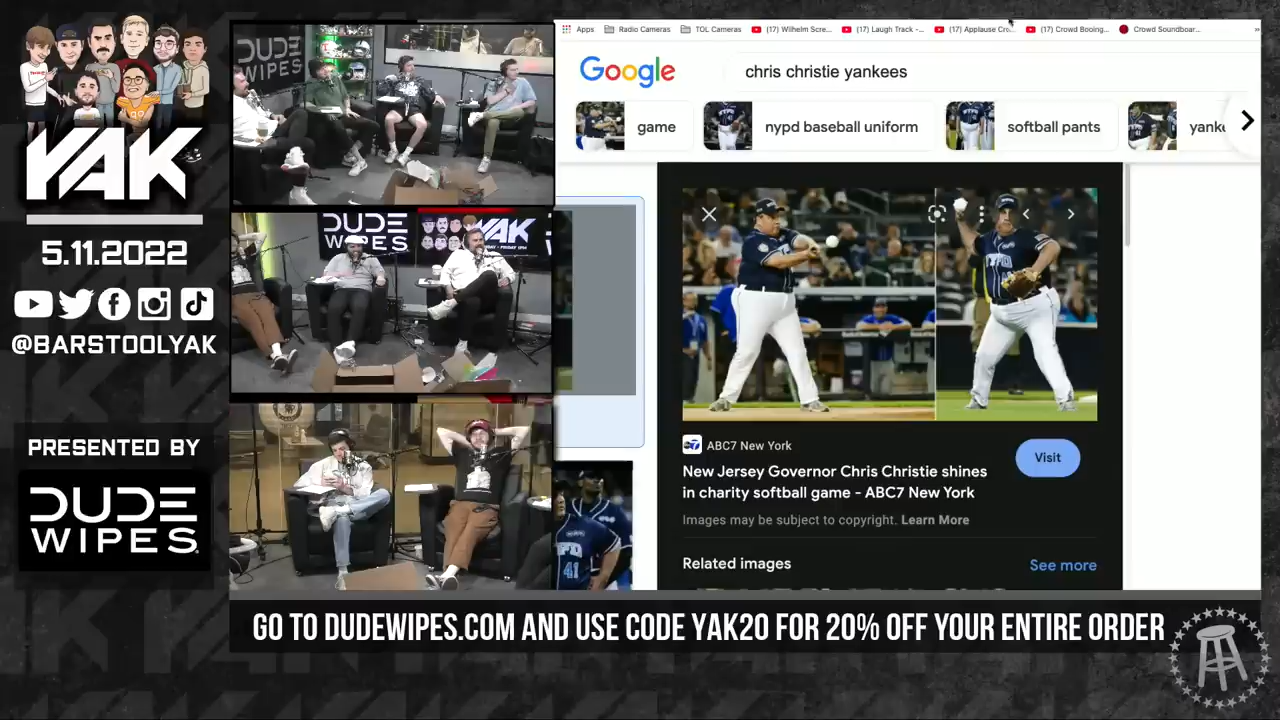 YAK
5.11.2022
@BARSTOOLYAK
PRESENTED BY
DUDE
WIPES
DUDE
WIPES
DUDE
WIPES
YAK
Apps
Radio Cameras
TOL Cameras
(17) Wilhelm Scre...
(17) Laugh Track -...
(17) Applause Cro...
(17) Crowd Booing...
Crowd Soundboar...
»
Google
chris christie yankees
game
nypd baseball uniform
softball pants
yanke
ABC7 New York
Visit
New Jersey Governor Chris Christie shines
in charity softball game - ABC7 New York
Images may be subject to copyright. Learn More
Related images
See more
41
GO TO DUDEWIPES.COM AND USE CODE YAK20 FOR 20% OFF YOUR ENTIRE ORDER